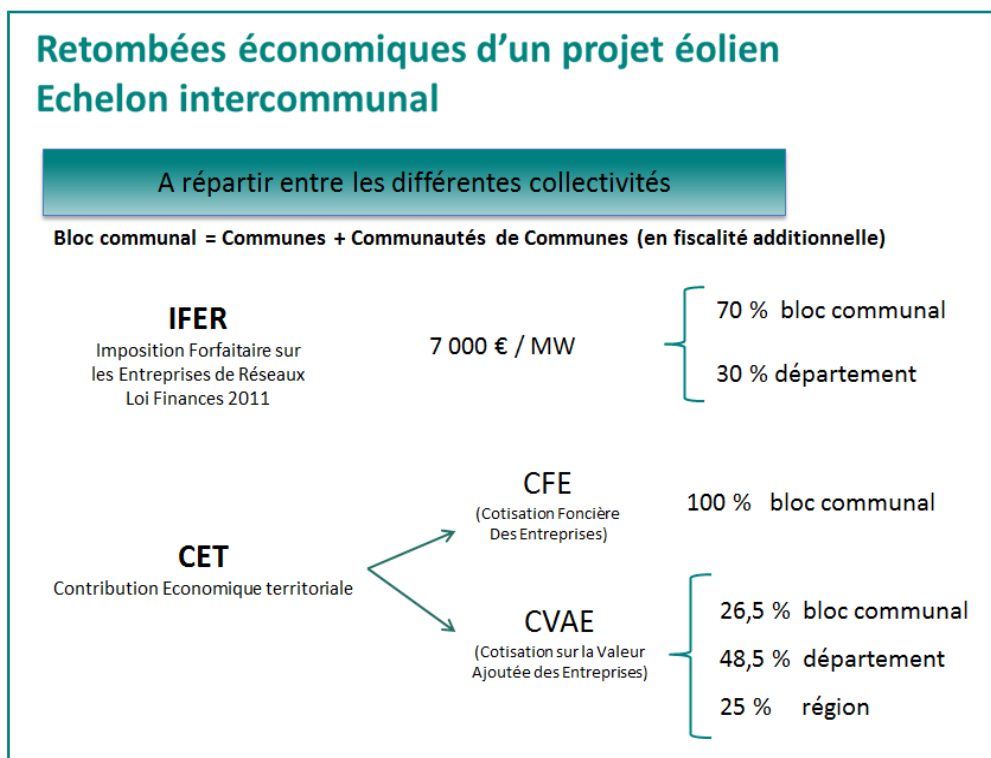 Retombées économiques d'un projet éolien
Echelon intercommunal
A répartir entre les différentes collectivités
Bloc communal = Communes + Communautés de Communes (en fiscalité additionnelle)
IFER
Imposition Forfaitaire sur
les Entreprises de Réseaux
Loi Finances 2011
7 000 € / MW
70 % bloc communal
30 % département
CET
Contribution Economique territoriale
CFE
(Cotisation Foncière
Des Entreprises)
100 % bloc communal
CVAE
(Cotisation sur la Valeur
Ajoutée des Entreprises)
26,5 % bloc communal
48,5 % département
25 % région